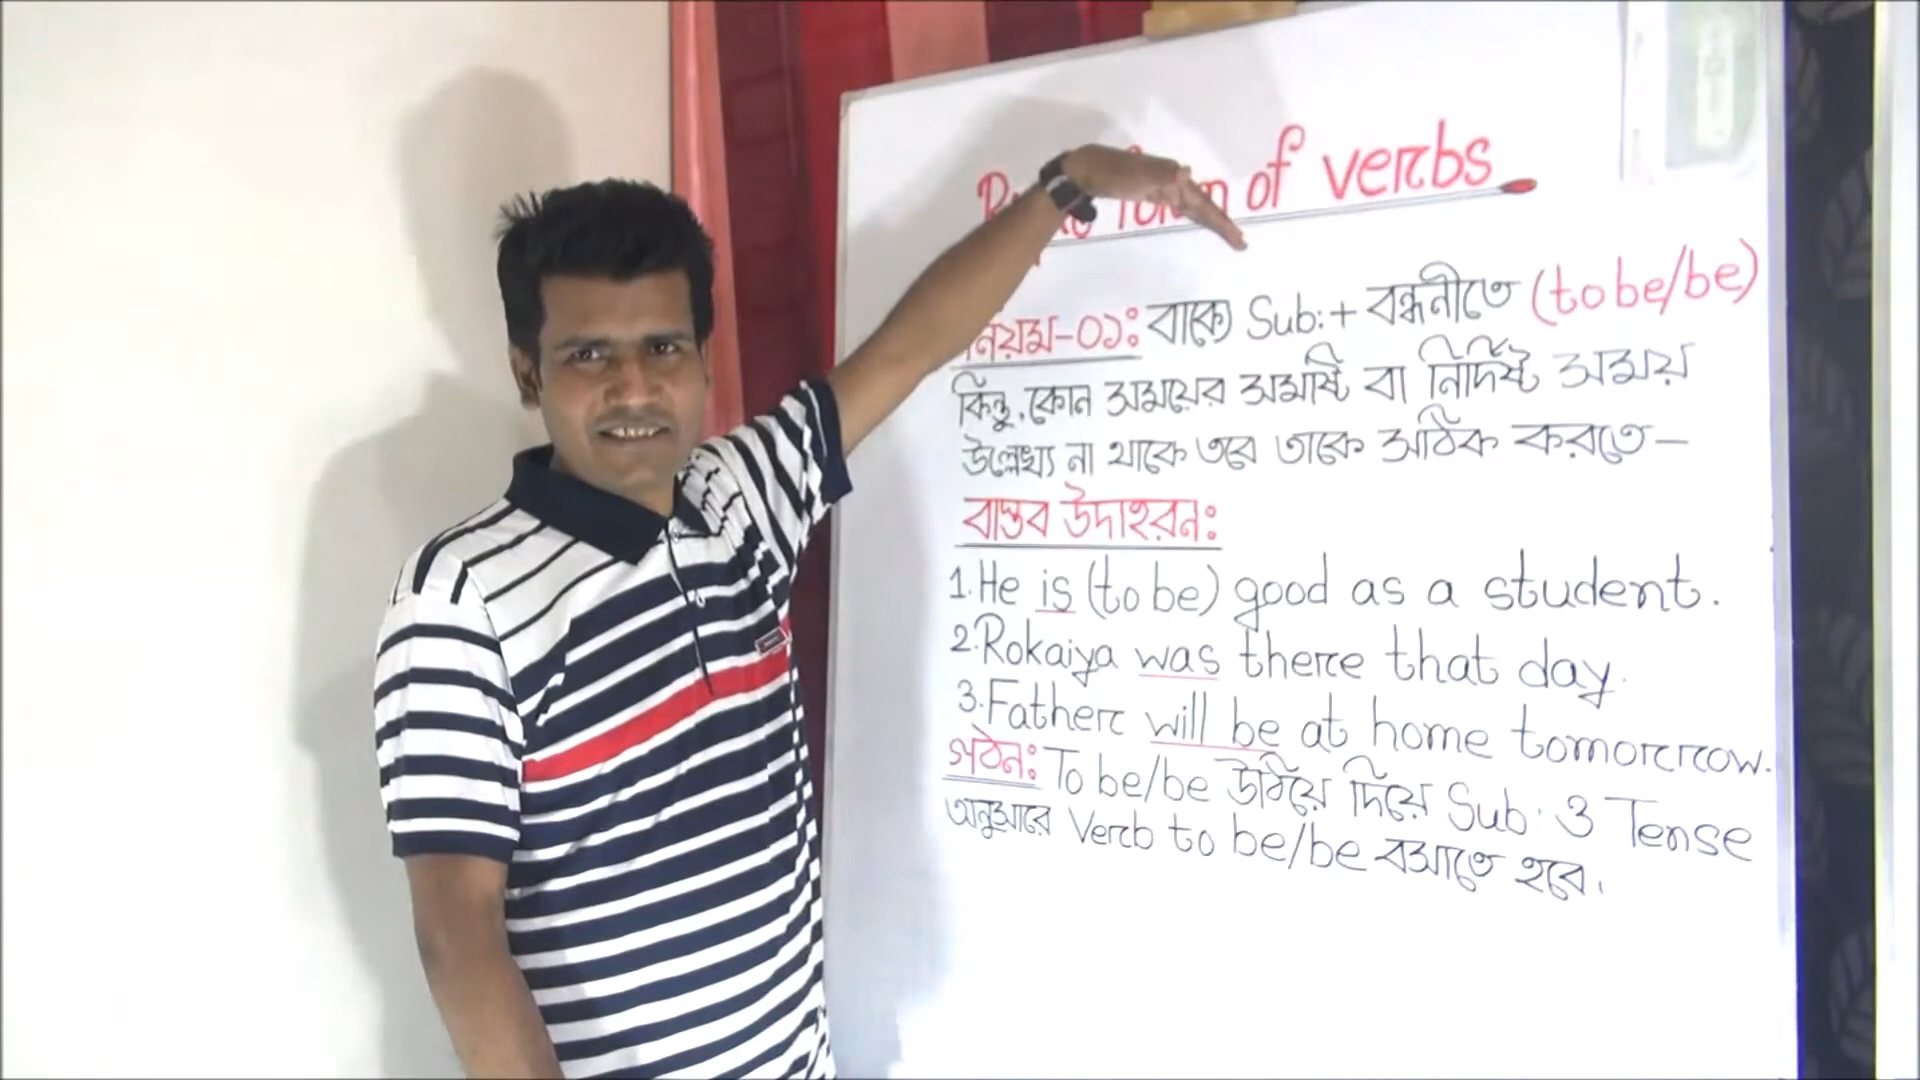 form of verbs
নিয়ম-০১ঃ বাক্যে Sub:+ বন্ধনীতে (to be/be)
কিন্তু, কোন সময়ের সমষ্টি বা নির্দিষ্ট সময়
উল্লেখ্য না থাকে তবে তাকে সঠিক করতে-
বাস্তব উদাহরনঃ
1. He is (to be) good as a student.
2. Rokaiya was there that day.
3. Father will be at home tomorrow.
গঠনঃ To be/be উঠিয়ে দিয়ে Sub. ও Tense
অনুসারে Verb to be/be বসাতে হবে.